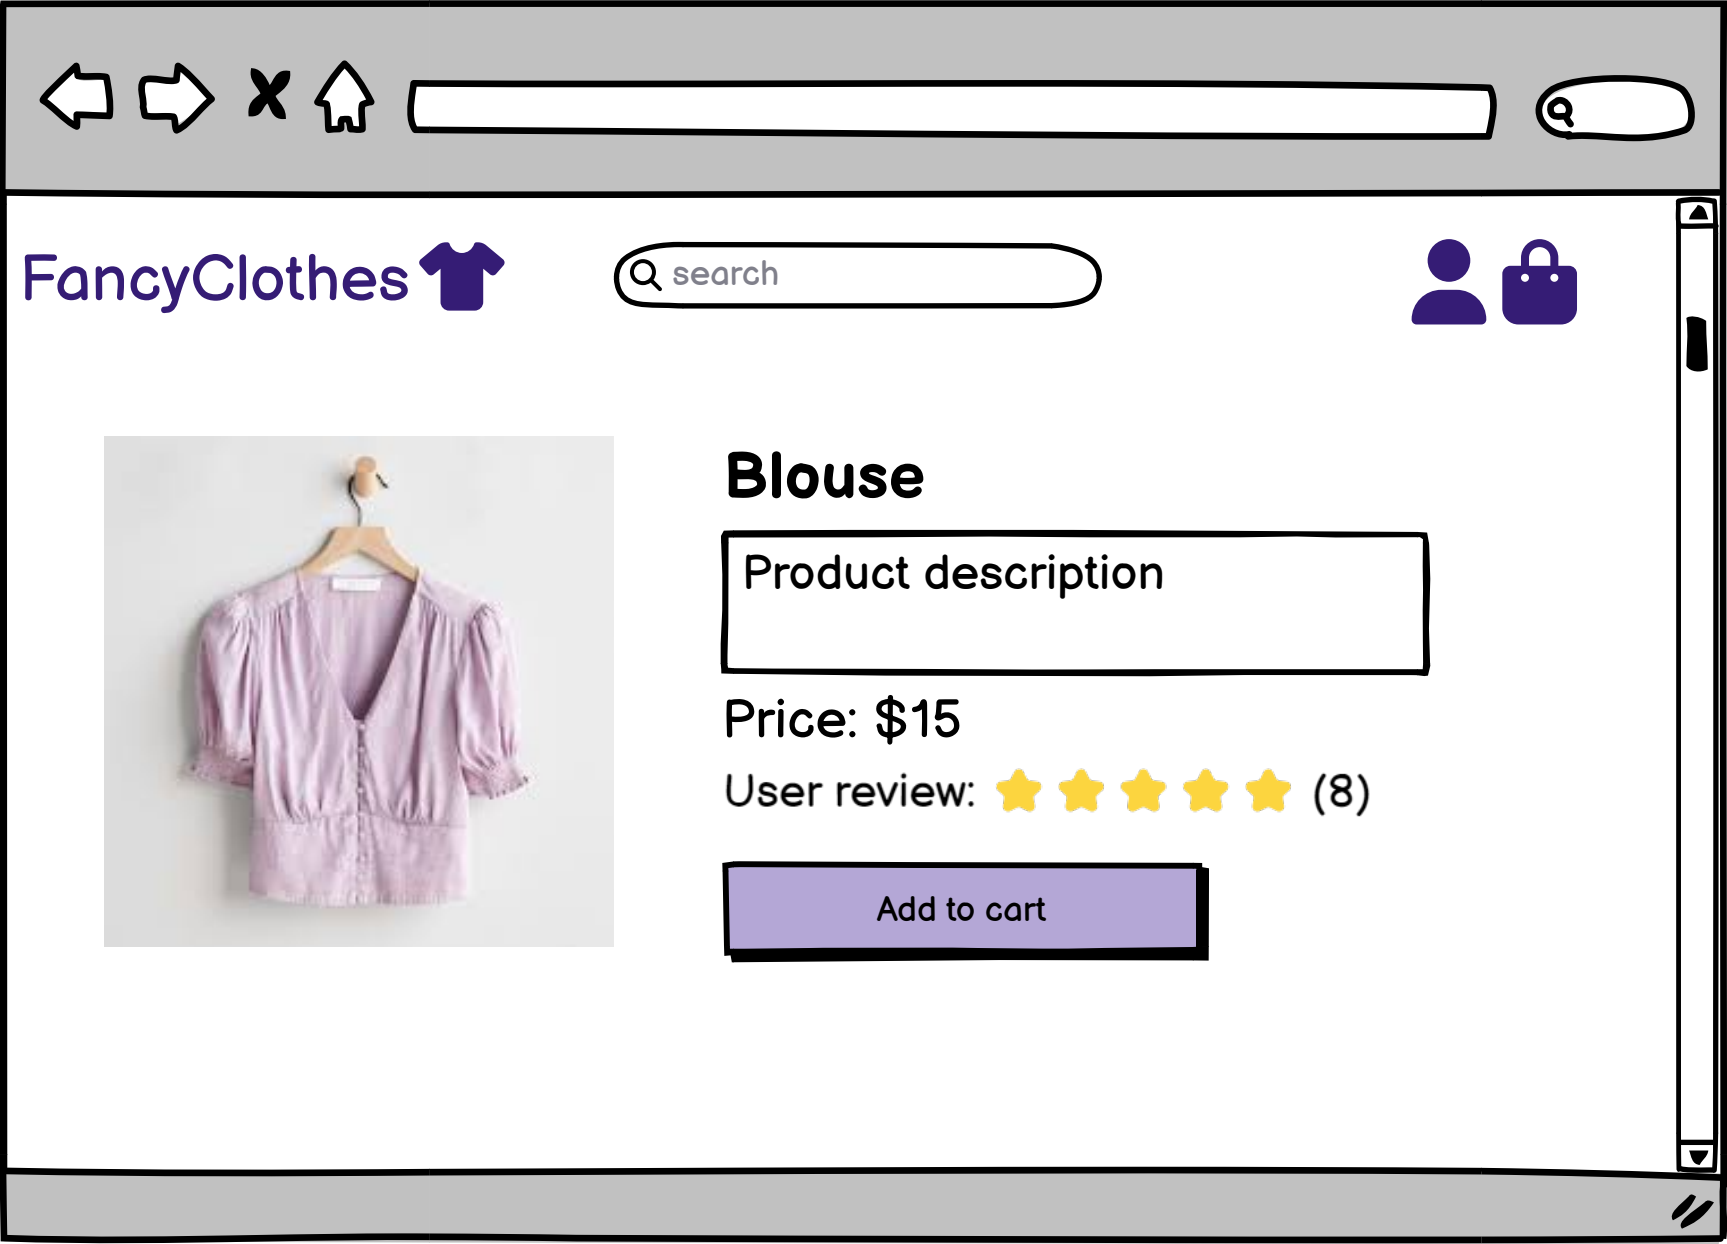 FancyClothes
search
Blouse
Product description
Price: $15
User review: (8)
Add to cart